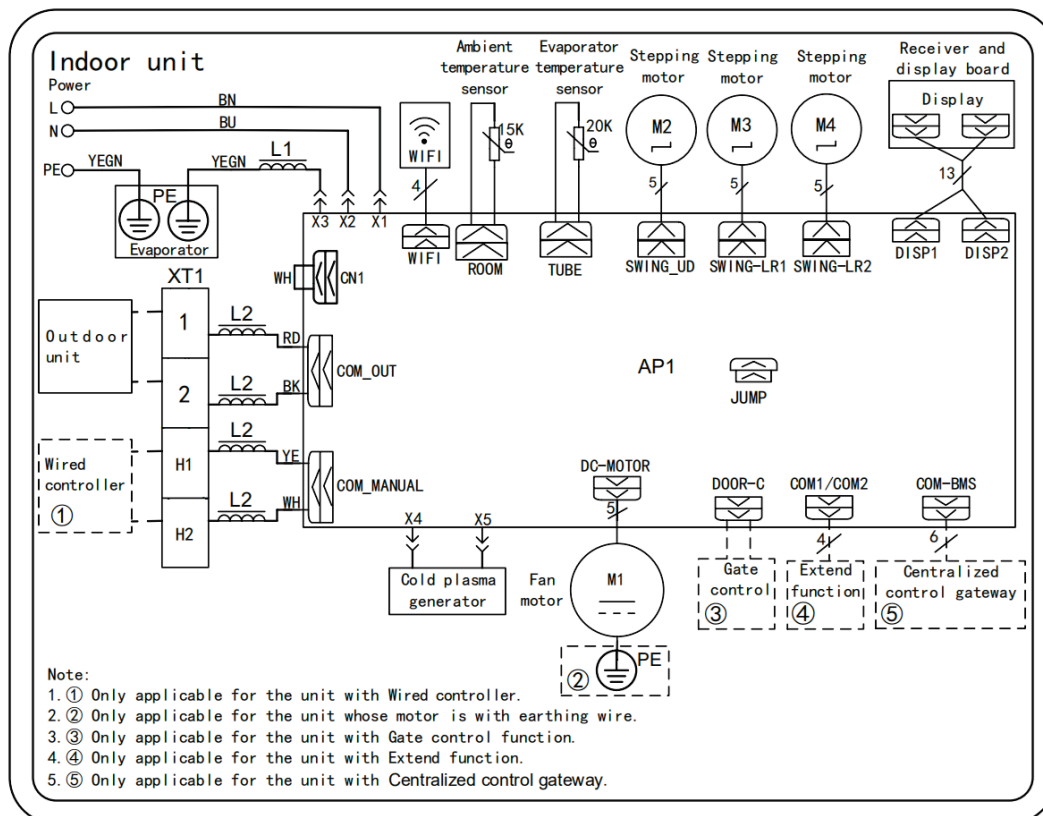 Indoor unit
Power
L
BN
N
BU
PE
YEGN
YEGN
L1
PE
Evaporator
X3
X2
X1
WIFI
4
WIFI
Ambient
temperature
sensor
15K
θ
ROOM
Evaporator
temperature
sensor
20K
θ
TUBE
Stepping
motor
M2
5
SWING_UD
Stepping
motor
M3
5
SWING-LR1
Stepping
motor
M4
5
SWING-LR2
Receiver and
display board
Display
13
DISP1
DISP2
WH
CN1
XT1
Outdoor
unit
1
L2
RD
2
L2
BK
COM_OUT
AP1
JUMP
Wired
controller
①
H1
L2
YE
H2
L2
WH
COM_MANUAL
X4
X5
Cold plasma
generator
DC-MOTOR
5
Fan
motor
M1
②
PE
DOOR-C
Gate
control
③
COM1/COM2
4
Extend
function
④
COM-BMS
6
Centralized
control gateway
⑤
Note:
1. ① Only applicable for the unit with Wired controller.
2. ② Only applicable for the unit whose motor is with earthing wire.
3. ③ Only applicable for the unit with Gate control function.
4. ④ Only applicable for the unit with Extend function.
5. ⑤ Only applicable for the unit with Centralized control gateway.